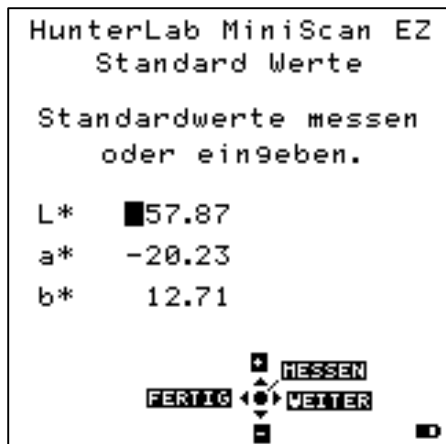 HunterLab MiniScan EZ
Standard Werte
Standardwerte messen
oder eingeben.
L* 57.87
a* -20.23
b* 12.71
+
MESSEN
FERTIG WEITER
-